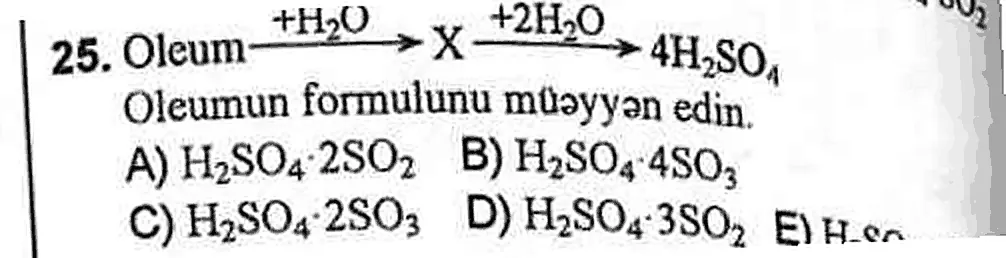 25. Oleum +H₂O → X +2H₂O → 4H₂SO₄
Oleumun formulunu müəyyən edin.
A) H₂SO₄·2SO₂ B) H₂SO₄·4SO₃
C) H₂SO₄·2SO₃ D) H₂SO₄·3SO₂ E)